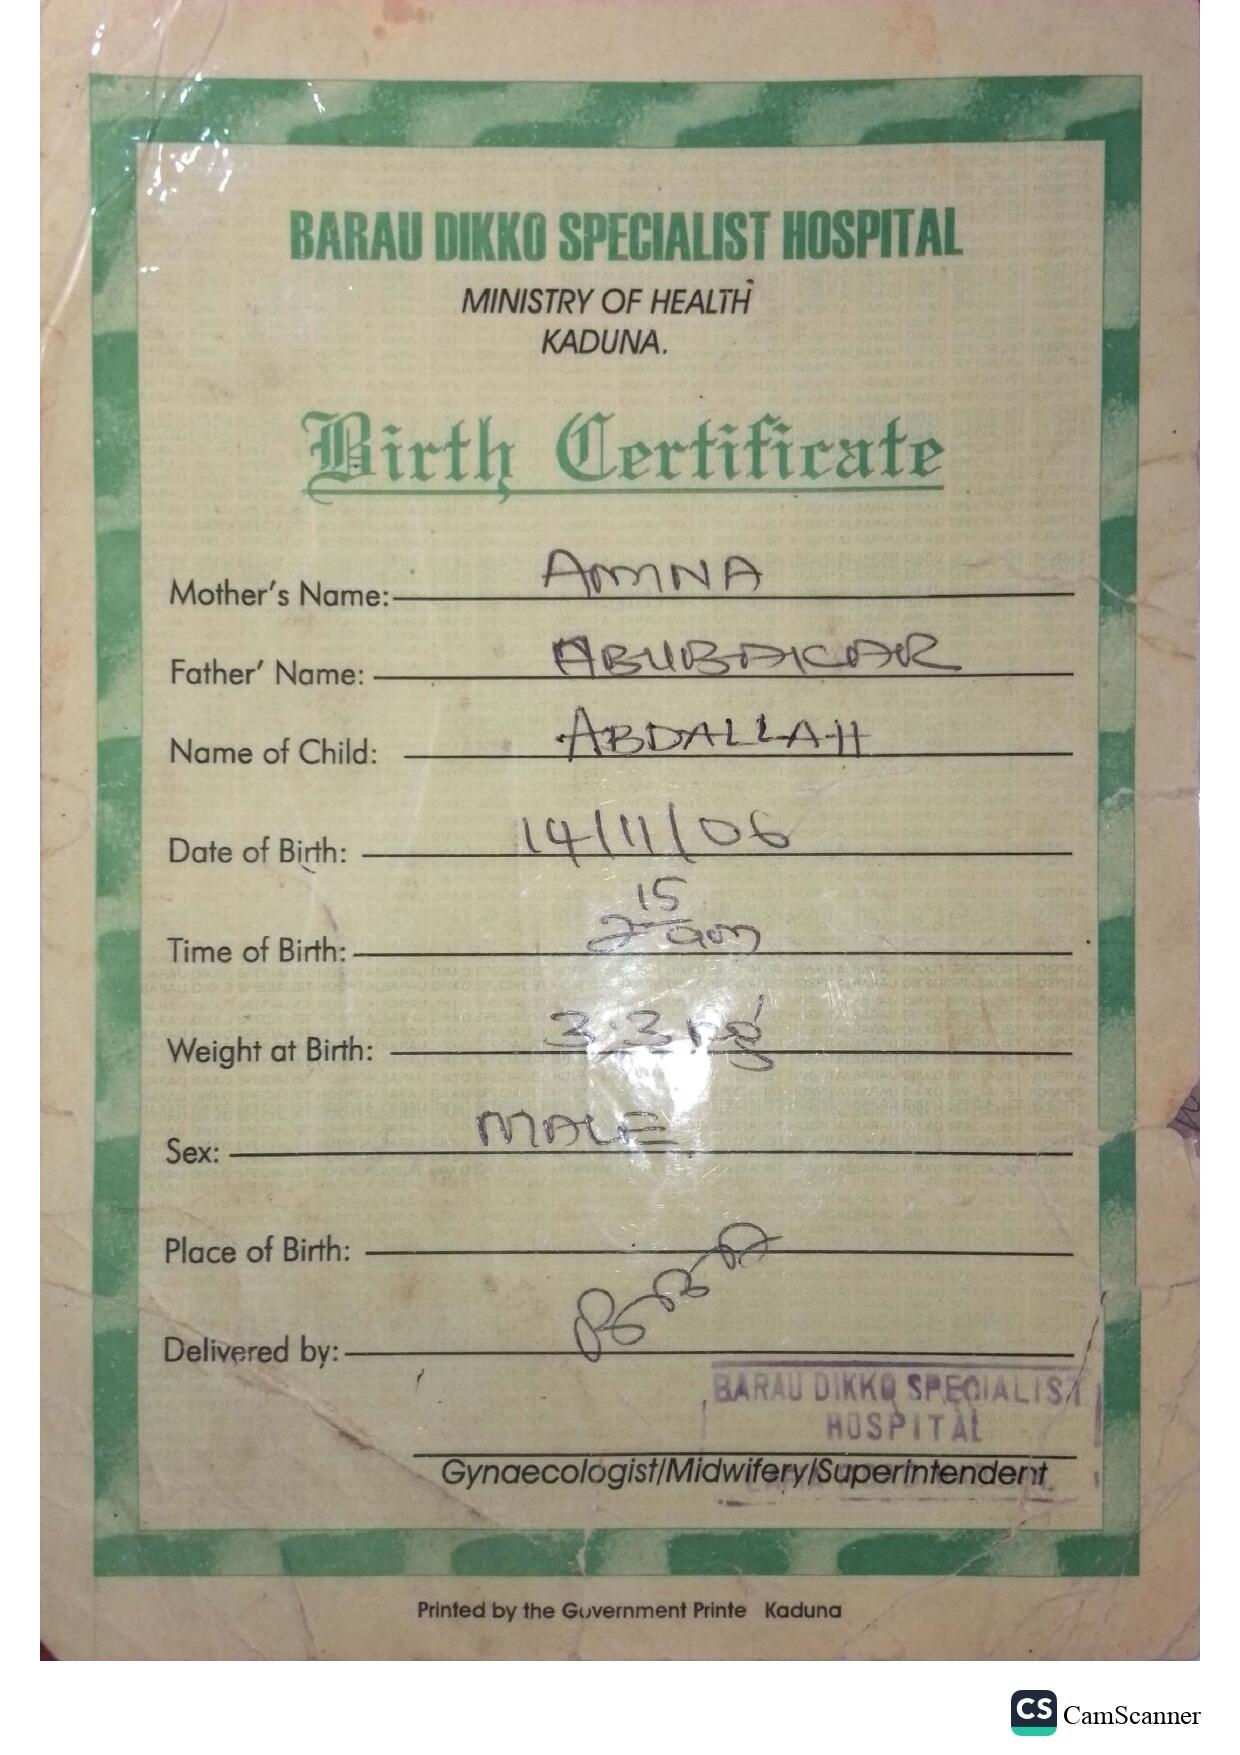 BARAU DIKKO SPECIALIST HOSPITAL
MINISTRY OF HEALTH
KADUNA.
Birth Certificate
Mother's Name: AMNA
Father' Name: ABUBAKAR
Name of Child: ABDALLAH
Date of Birth: 14/11/06
Time of Birth: 2 15 am
Weight at Birth: 3.3 kg
Sex: MALE
Place of Birth:
Delivered by:
BARAU DIKKO SPECIALIST
HOSPITAL
Gynaecologist/Midwifery/Superintendent
Printed by the Government Printe Kaduna
CS CamScanner